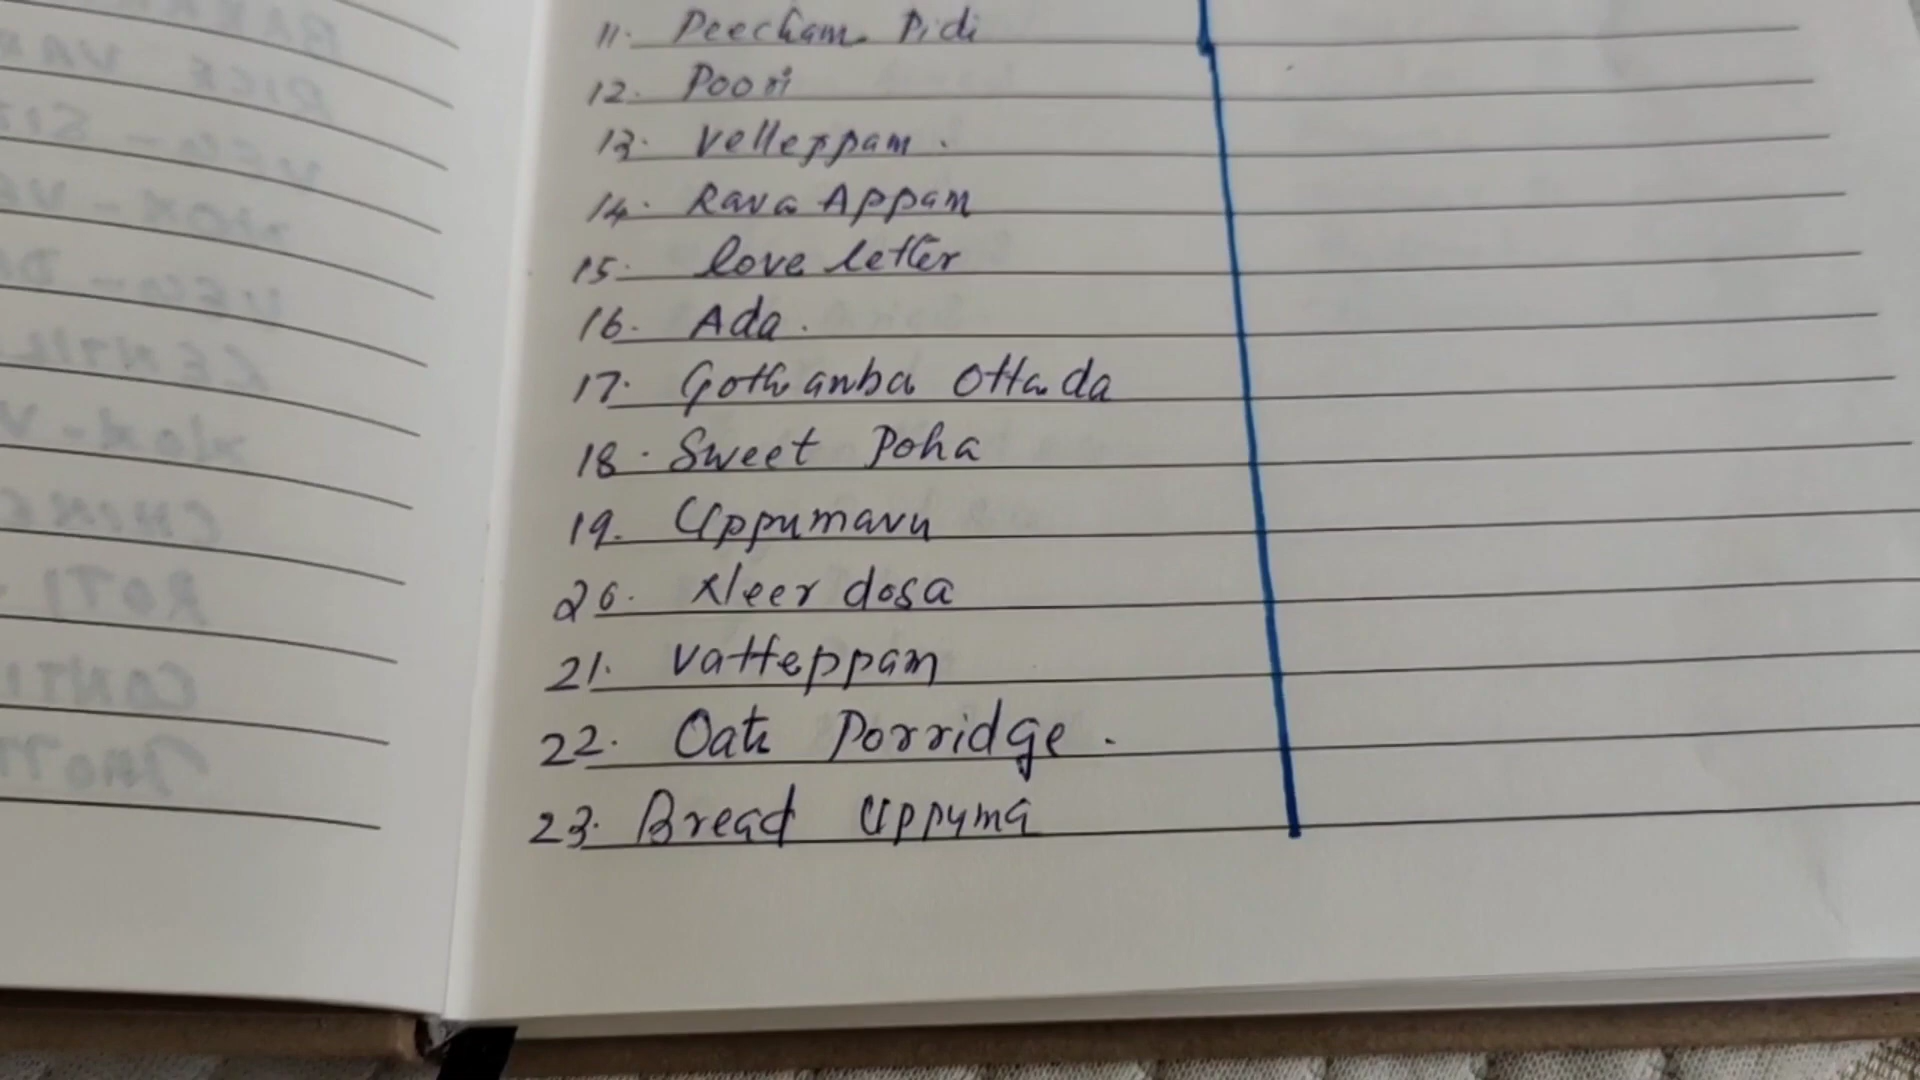 11. Peecham Pidi
12. Poori
13. Velleppam.
14. Rava Appam
15. love letter
16. Ada.
17. Gothanba Ottada
18. Sweet Poha
19. Uppumavu
20. Neer dosa
21. Vatteppam
22. Oats Porridge.
23. Bread Uppuma